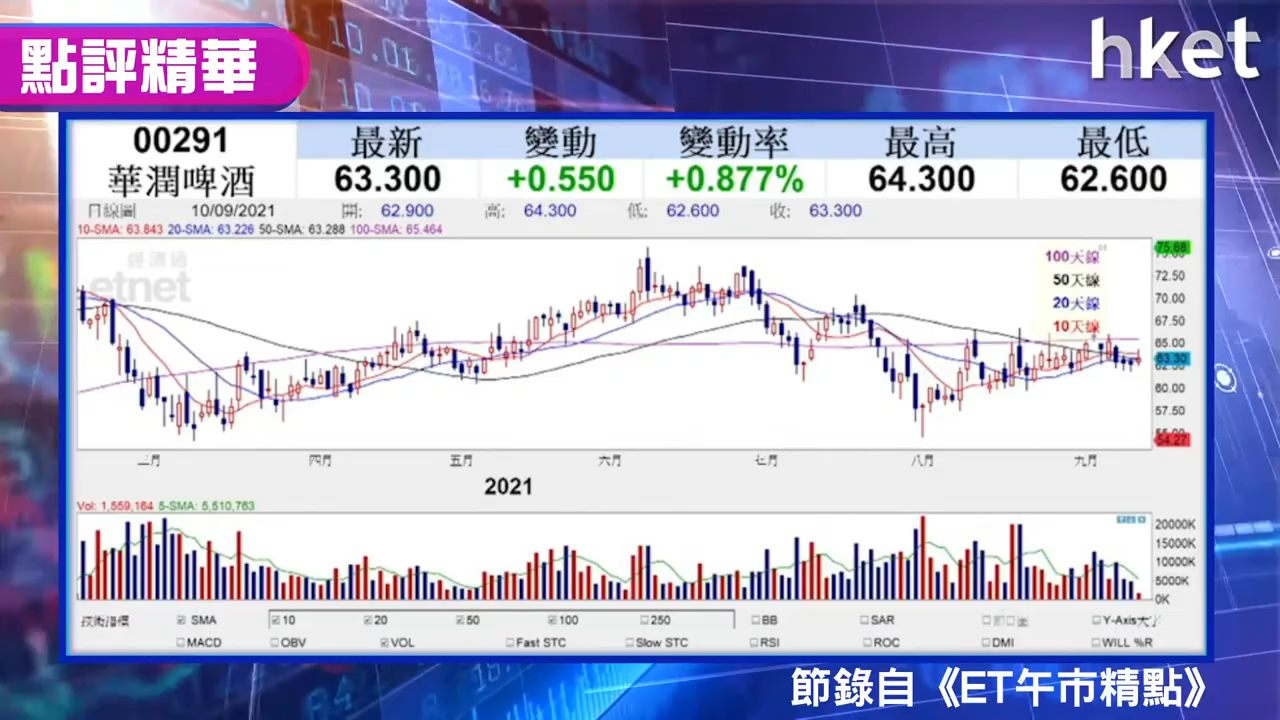 點評精華
hket
00291
華潤啤酒
最新 變動 變動率 最高 最低
63.300 +0.550 +0.877% 64.300 62.600
日線圖 10/09/2021 開: 62.900 高: 64.300 低: 62.600 收: 63.300
10-SMA: 63.843 20-SMA: 63.226 50-SMA: 63.288 100-SMA: 65.464
經濟通
etnet
100天線
50天線
20天線
10天線
75.68
72.50
70.00
67.50
65.00
63.30
60.00
57.50
54.27
三月 四月 五月 六月 七月 八月 九月
2021
Vol: 1,559,164 5-SMA: 5,510,763
20000K
15000K
10000K
5000K
0K
技術指標 SMA 10 20 50 100 250 BB SAR Y-Axis
MACD OBV VOL Fast STC Slow STC RSI ROC DMI WILL %R
節錄自《ET午市精點》